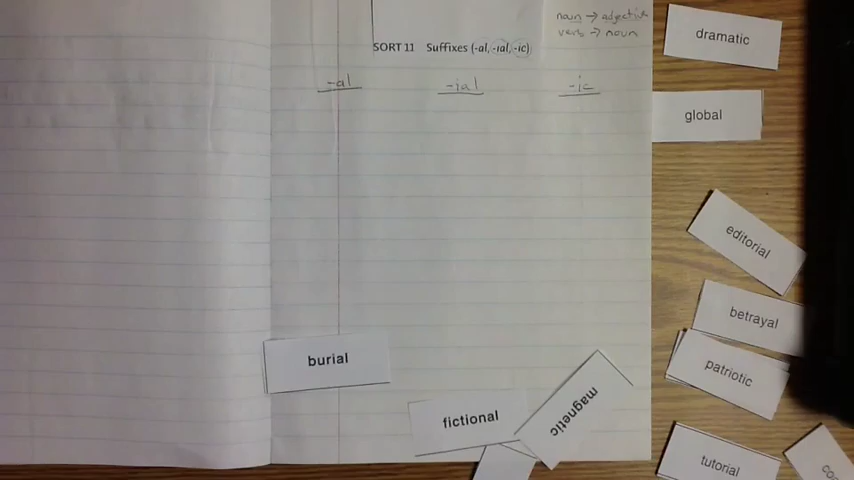 noun → adjective
verb → noun
SORT 11 Suffixes (-al, -ial, -ic)
-al -ial -ic
dramatic
global
editorial
betrayal
burial
patriotic
fictional
magnetic
tutorial